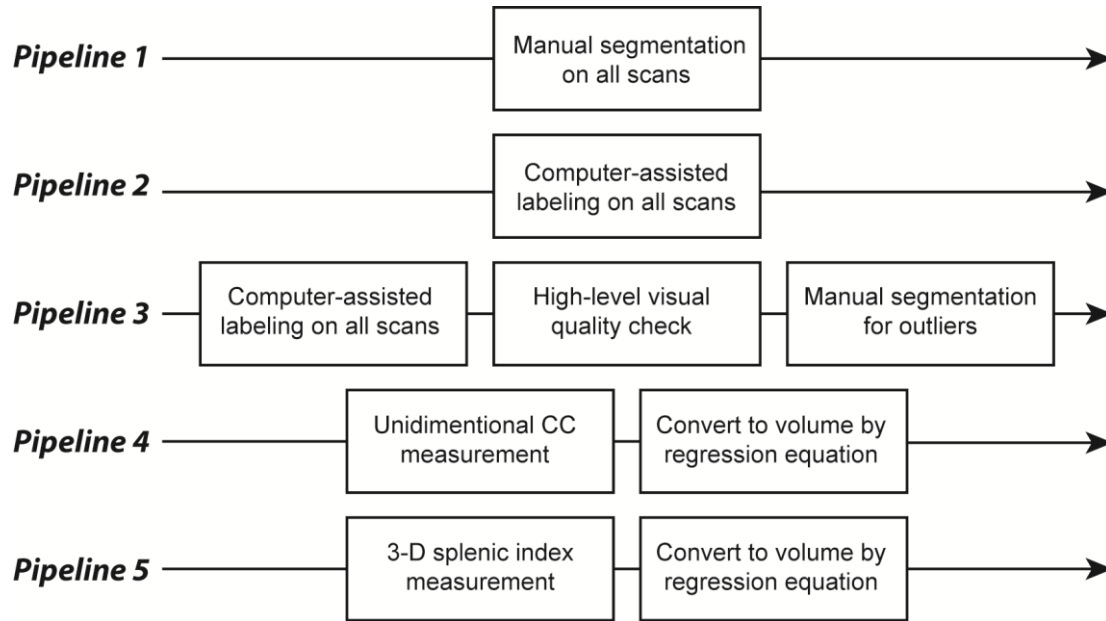 Pipeline 1
Manual segmentation
on all scans
Pipeline 2
Computer-assisted
labeling on all scans
Pipeline 3
Computer-assisted
labeling on all scans
High-level visual
quality check
Manual segmentation
for outliers
Pipeline 4
Unidimentional CC
measurement
Convert to volume by
regression equation
Pipeline 5
3-D splenic index
measurement
Convert to volume by
regression equation